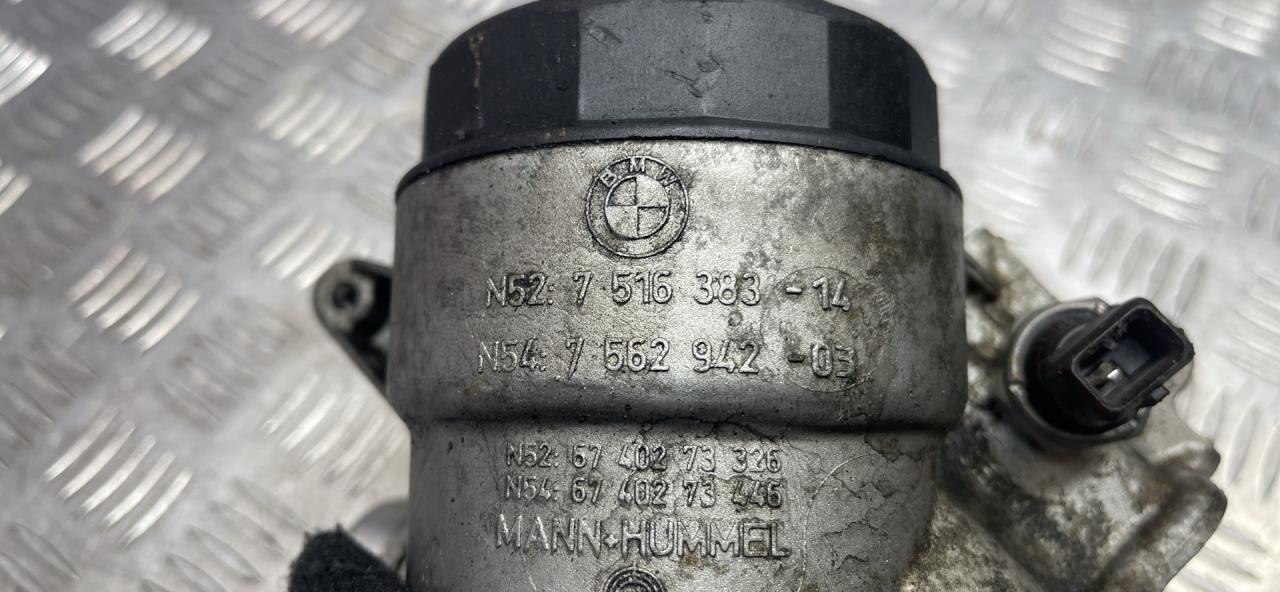 BMW
N52: 7 516 383 -14
N54: 7 562 942 -03
N52: 67 402 73 326
N54: 67 402 73 446
MANN+HUMMEL